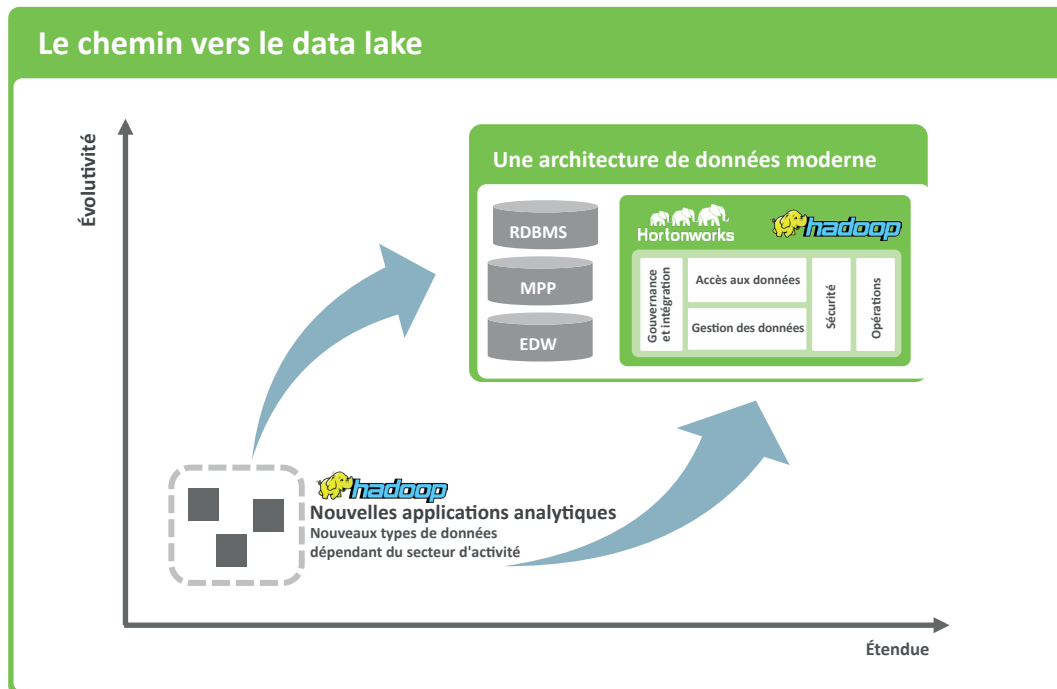 Le chemin vers le data lake
Évolutivité
Une architecture de données moderne
RDBMS
MPP
EDW
Hortonworks
hadoop
Gouvernance
et intégration
Accès aux données
Gestion des données
Sécurité
Opérations
hadoop
Nouvelles applications analytiques
Nouveaux types de données
dépendant du secteur d'activité
Étendue